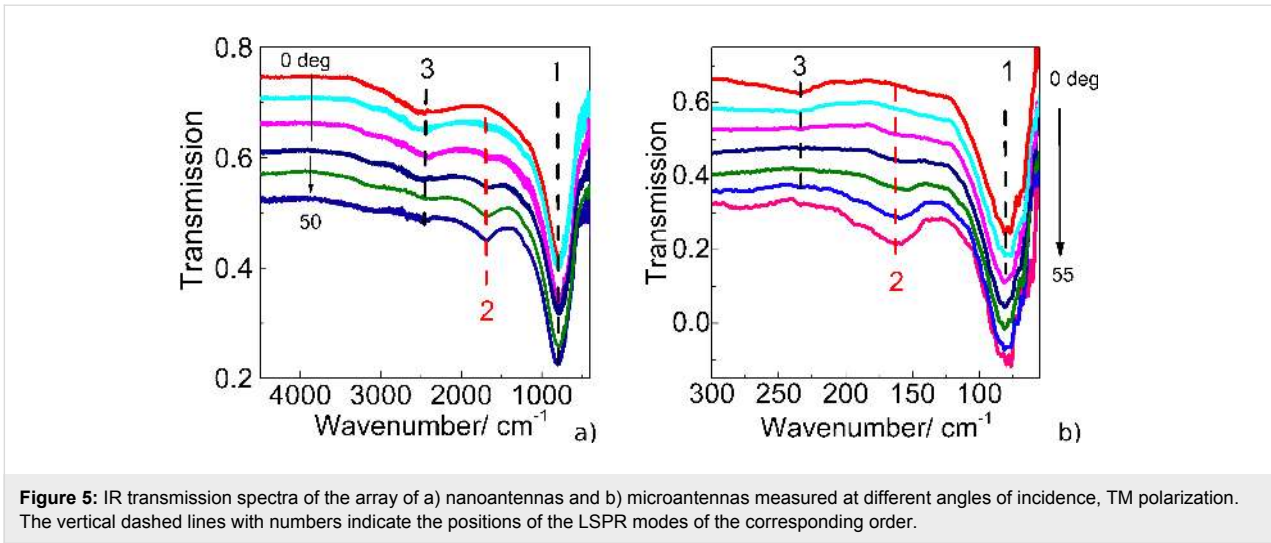 0.8
0 deg
3
1
0.6
Transmission
50
0.4
2
0.2
4000 3000 2000 1000
Wavenumber/ cm⁻¹
a)
3
1
0 deg
0.6
0.4
Transmission
0.2
2
55
0.0
300 250 200 150 100
Wavenumber/ cm⁻¹
b)
Figure 5: IR transmission spectra of the array of a) nanoantennas and b) microantennas measured at different angles of incidence, TM polarization.
The vertical dashed lines with numbers indicate the positions of the LSPR modes of the corresponding order.